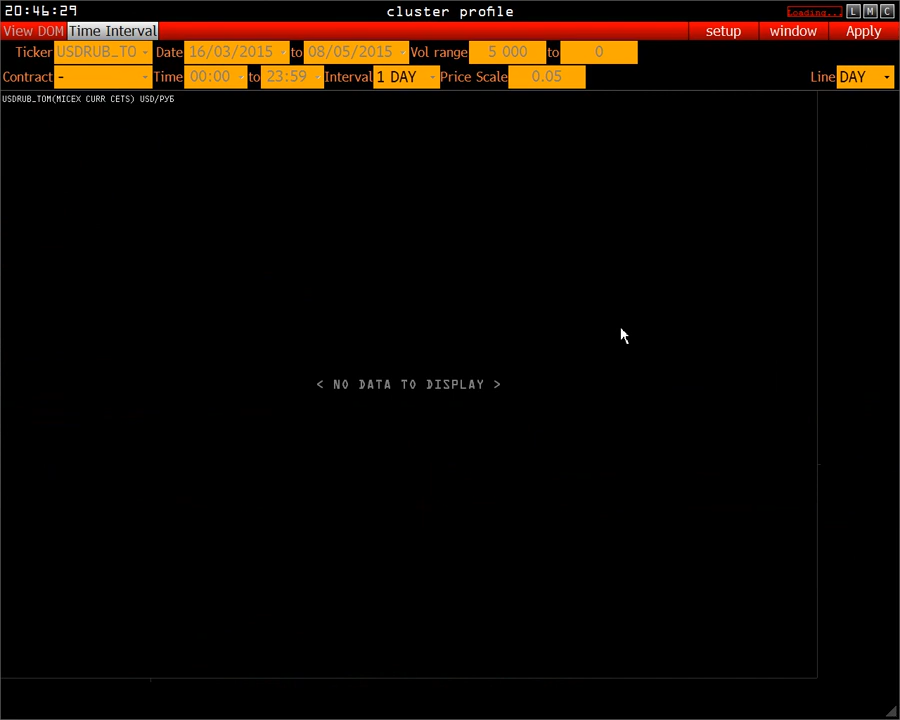 20:46:29 cluster profile Loading... L M C
View DOM Time Interval setup window Apply
Ticker USDRUB_TO Date 16/03/2015 to 08/05/2015 Vol range 5 000 to 0
Contract - Time 00:00 to 23:59 Interval 1 DAY Price Scale 0.05 Line DAY
USDRUB_TOM(MICEX CURR CETS) USD/РУБ
< NO DATA TO DISPLAY >